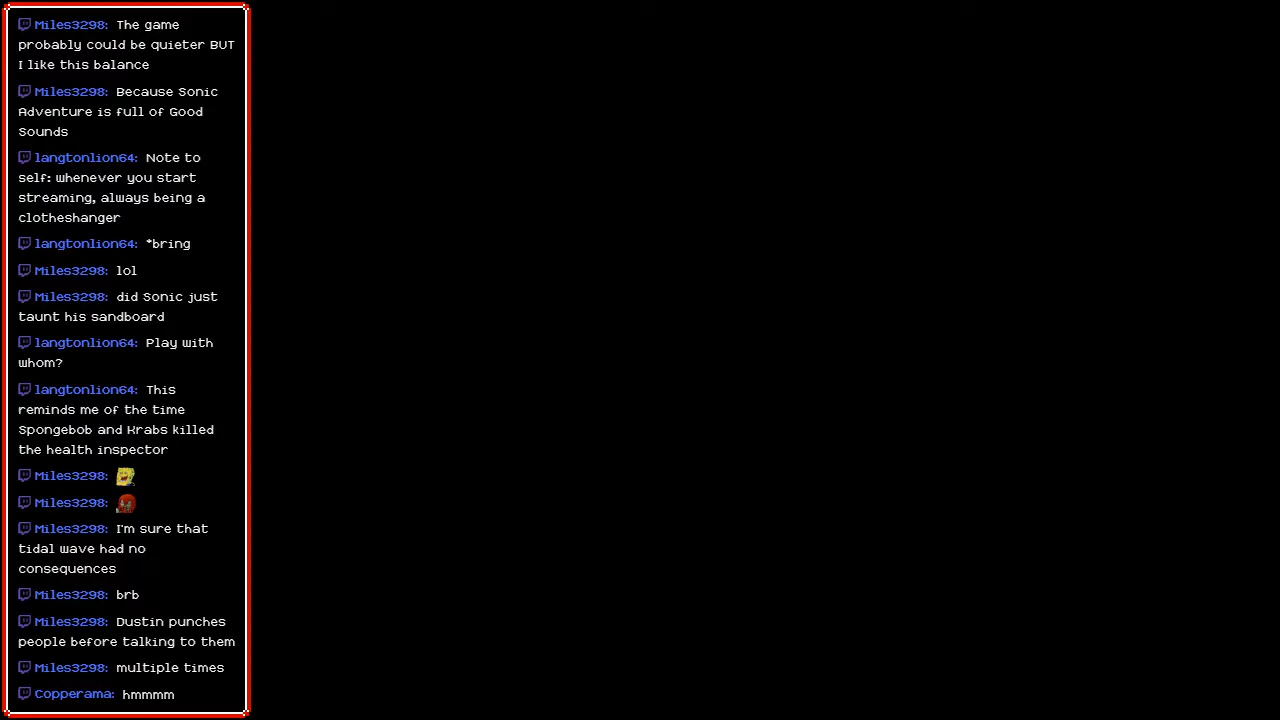 Miles3298: The game
probably could be quieter BUT
I like this balance
Miles3298: Because Sonic
Adventure is full of Good
Sounds
langtonlion64: Note to
self: whenever you start
streaming, always being a
clotheshanger
langtonlion64: *bring
Miles3298: lol
Miles3298: did Sonic just
taunt his sandboard
langtonlion64: Play with
whom?
langtonlion64: This
reminds me of the time
Spongebob and Krabs killed
the health inspector
Miles3298:
Miles3298:
Miles3298: I'm sure that
tidal wave had no
consequences
Miles3298: brb
Miles3298: Dustin punches
people before talking to them
Miles3298: multiple times
Copperama: hmmmm